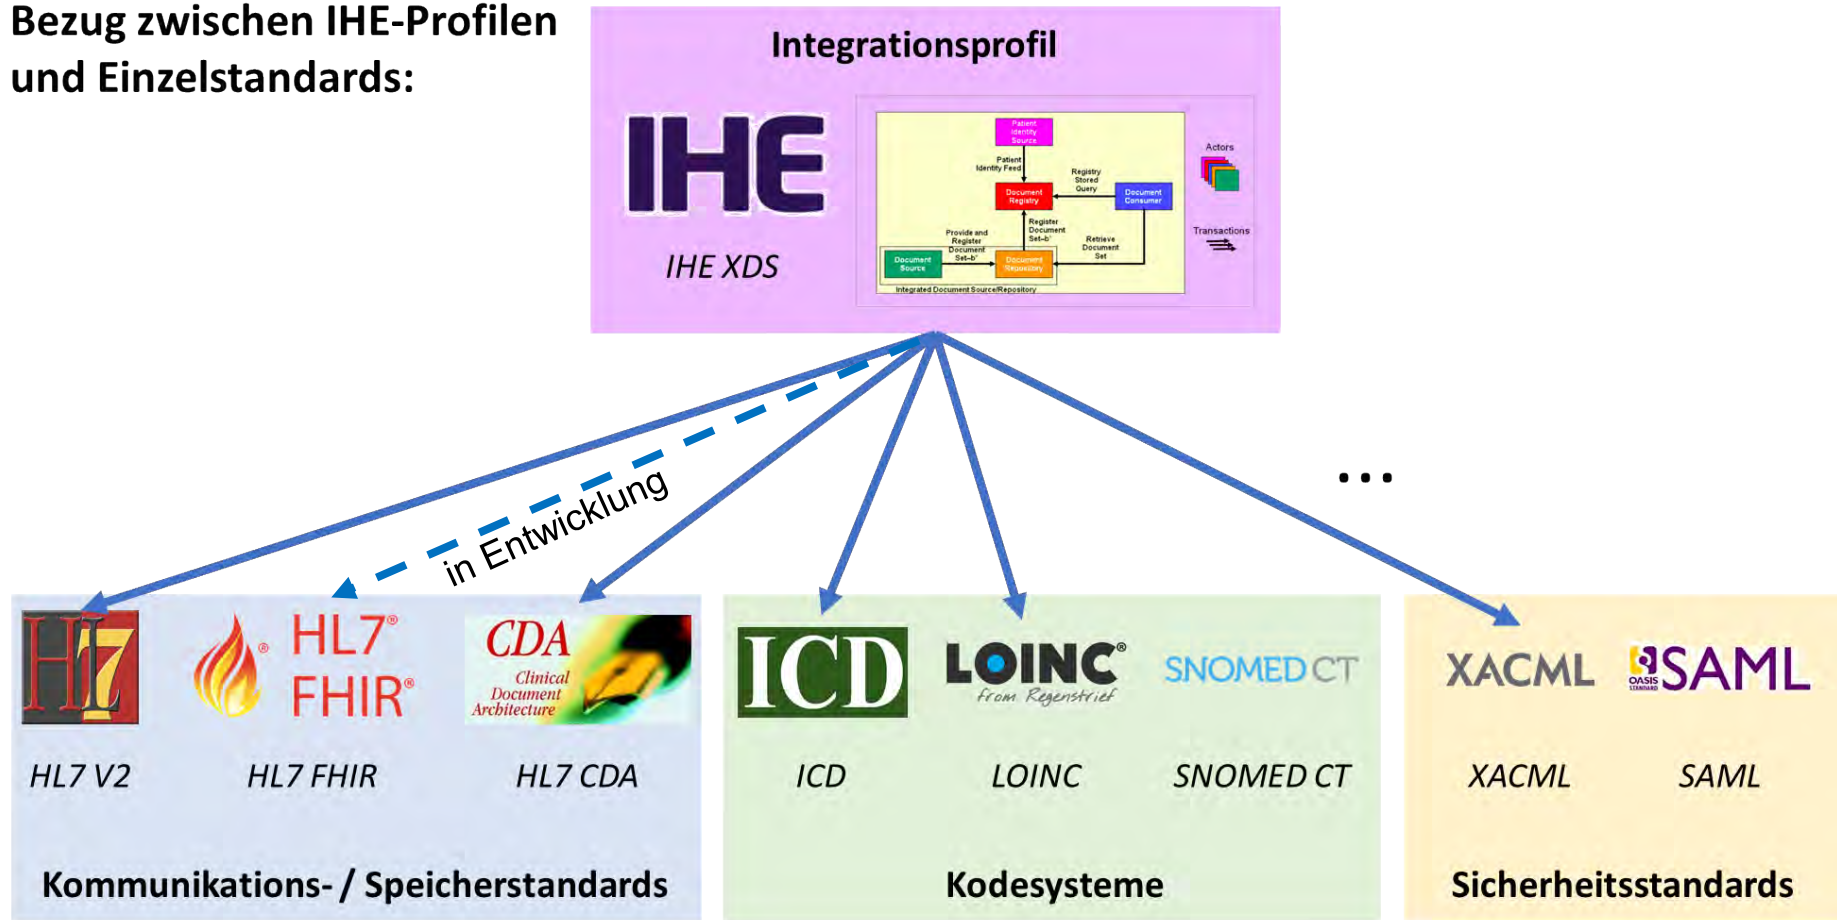 Bezug zwischen IHE-Profilen
und Einzelstandards:
Integrationsprofil
IHE
IHE XDS
Patient
Identity
Source
Patient
Identity Feed
Registry
Stored
Query
Document
Registry
Document
Consumer
Register
Document
Set–b*
Provide and
Register
Document
Set–b*
Retrieve
Document
Set
Document
Source
Document
Repository
Integrated Document Source/Repository
Actors
Transactions
in Entwicklung
...
HL7
HL7®
FHIR®
®
CDA
Clinical
Document
Architecture
ICD
LOINC®
from Regenstrief
SNOMED CT
XACML
OASIS
STANDARD
SAML
HL7 V2
HL7 FHIR
HL7 CDA
ICD
LOINC
SNOMED CT
XACML
SAML
Kommunikations- / Speicherstandards
Kodesysteme
Sicherheitsstandards